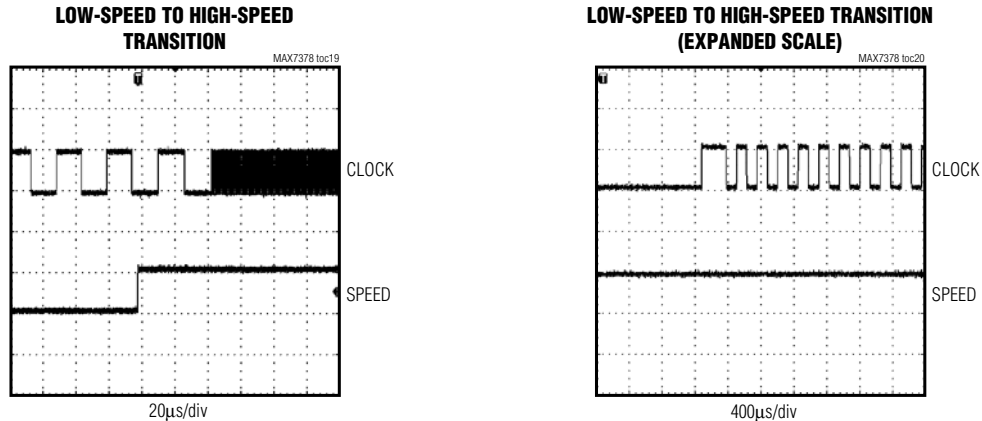 LOW-SPEED TO HIGH-SPEED
TRANSITION
MAX7378 toc19
T
CLOCK
SPEED
20μs/div
LOW-SPEED TO HIGH-SPEED TRANSITION
(EXPANDED SCALE)
MAX7378 toc20
T
CLOCK
SPEED
400μs/div